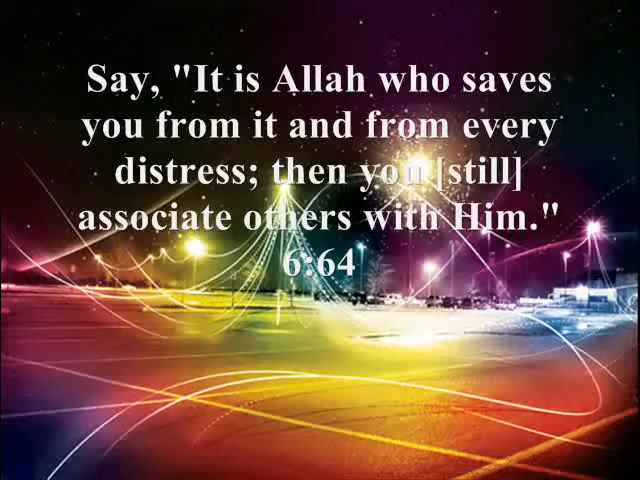 Say, "It is Allah who saves
you from it and from every
distress; then you [still]
associate others with Him."
6:64